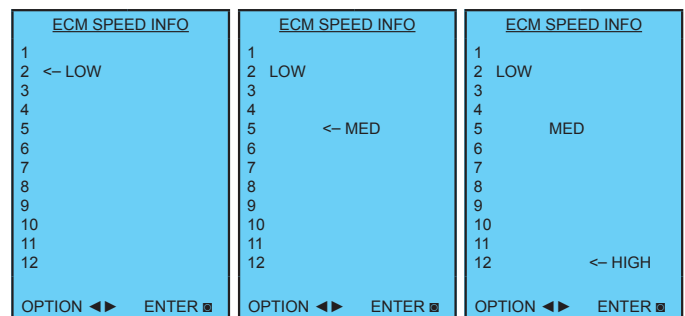 ECM SPEED INFO
1
2 <– LOW
3
4
5
6
7
8
9
10
11
12
OPTION ◄► ENTER ◙
ECM SPEED INFO
1
2 LOW
3
4
5 <– MED
6
7
8
9
10
11
12
OPTION ◄► ENTER ◙
ECM SPEED INFO
1
2 LOW
3
4
5 MED
6
7
8
9
10
11
12 <– HIGH
OPTION ◄► ENTER ◙